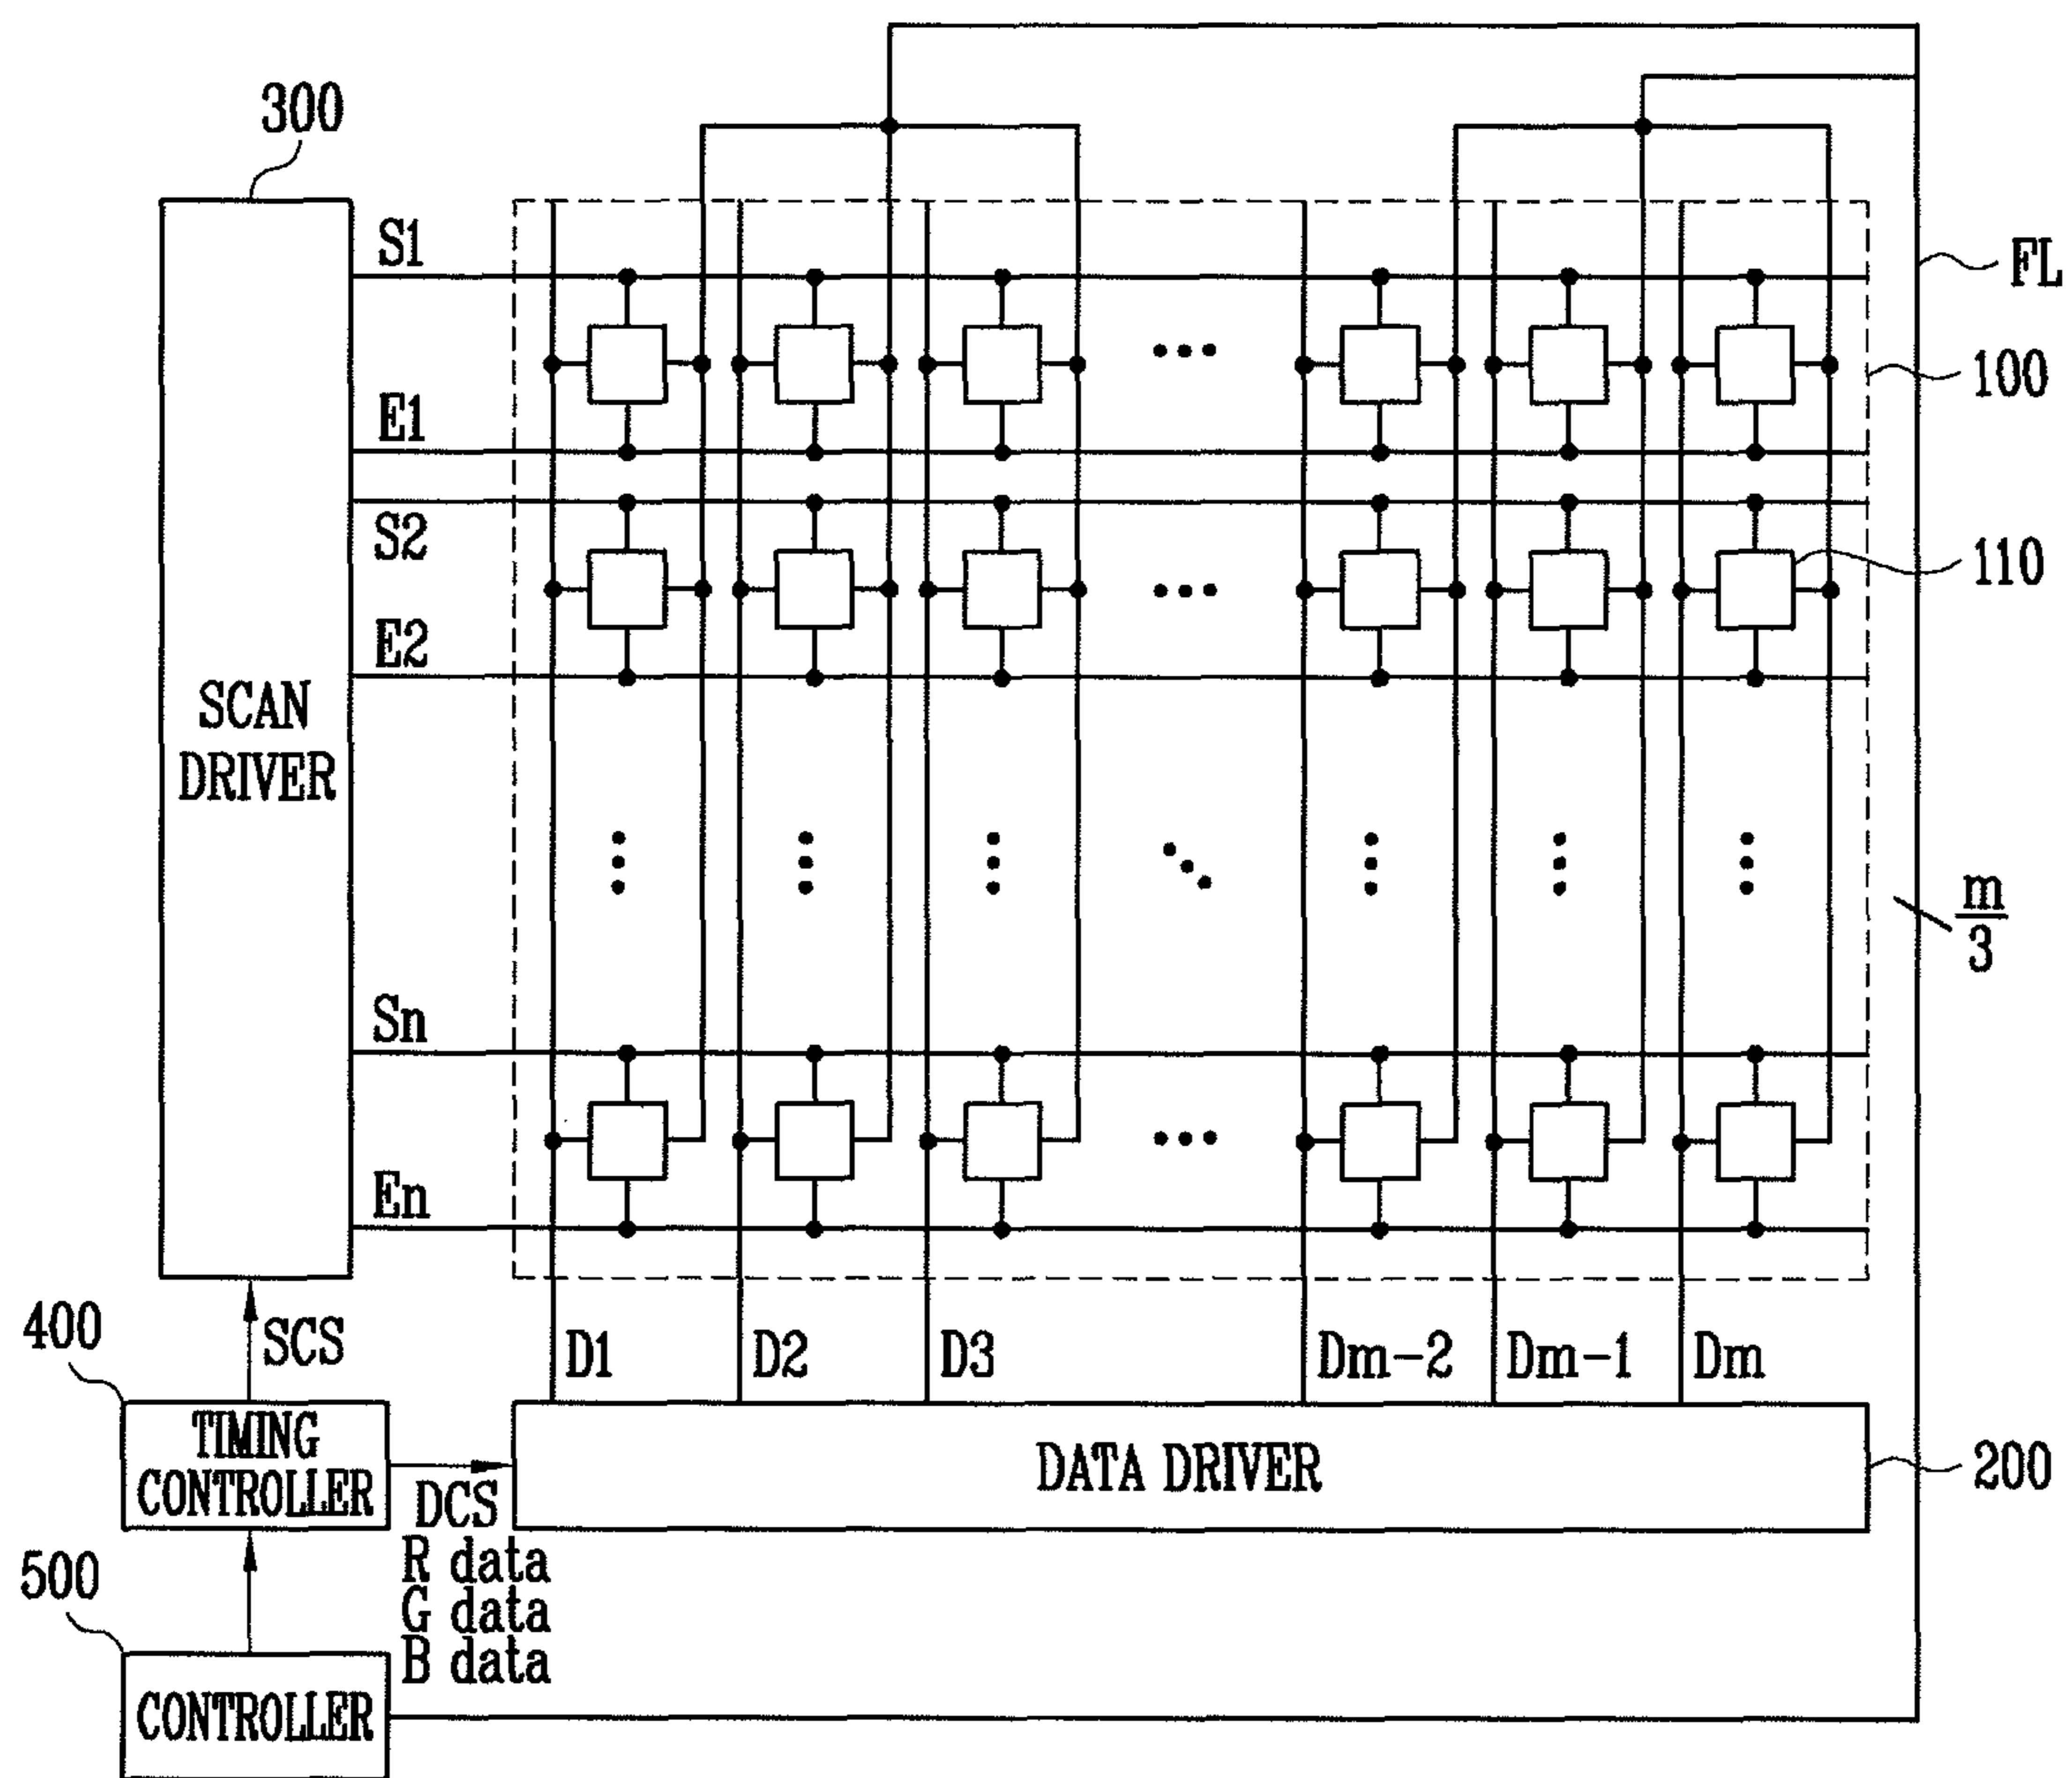 300
S1
FL
100
E1
S2
110
E2
SCAN
DRIVER
m
3
Sn
En
400
SCS
D1
D2
D3
Dm-2
Dm-1
Dm
TIMING
CONTROLLER
DATA DRIVER
200
DCS
R data
G data
B data
500
CONTROLLER